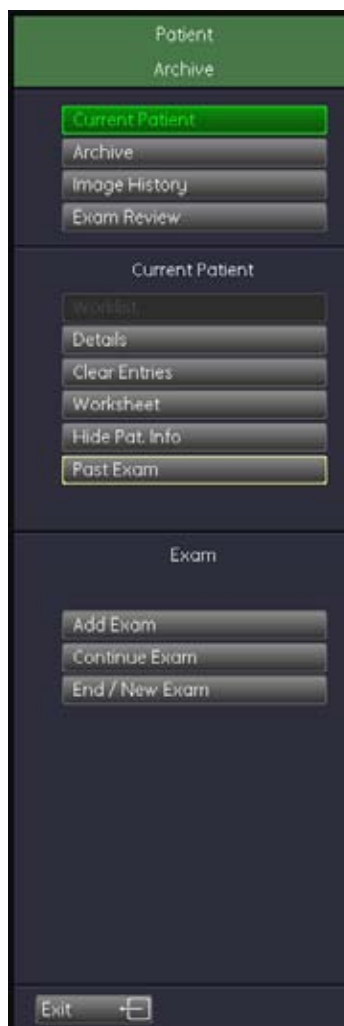 Patient
Archive
Current Patient
Archive
Image History
Exam Review
Current Patient
Worklist
Details
Clear Entries
Worksheet
Hide Pat. Info
Past Exam
Exam
Add Exam
Continue Exam
End / New Exam
Exit